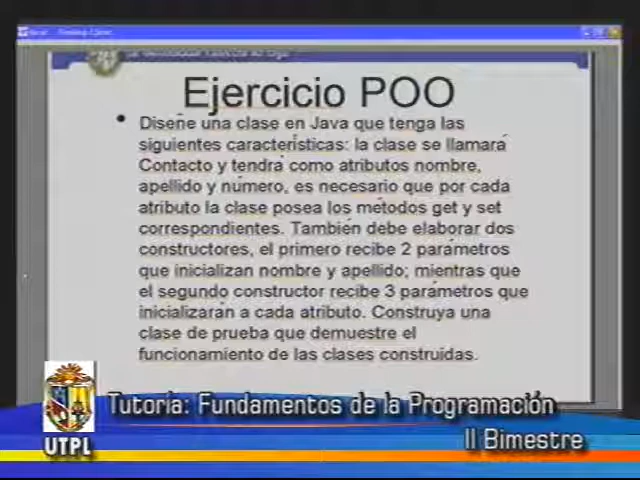 Ejercicio POO
• Diseñe una clase en Java que tenga las
siguientes características: la clase se llamará
Contacto y tendrá como atributos nombre,
apellido y número, es necesario que por cada
atributo la clase posea los métodos get y set
correspondientes. También debe elaborar dos
constructores, el primero recibe 2 parámetros
que inicializan nombre y apellido; mientras que
el segundo constructor recibe 3 parámetros que
inicializarán a cada atributo. Construya una
clase de prueba que demuestre el
funcionamiento de las clases construidas.
Tutoría: Fundamentos de la Programación
II Bimestre
UTPL